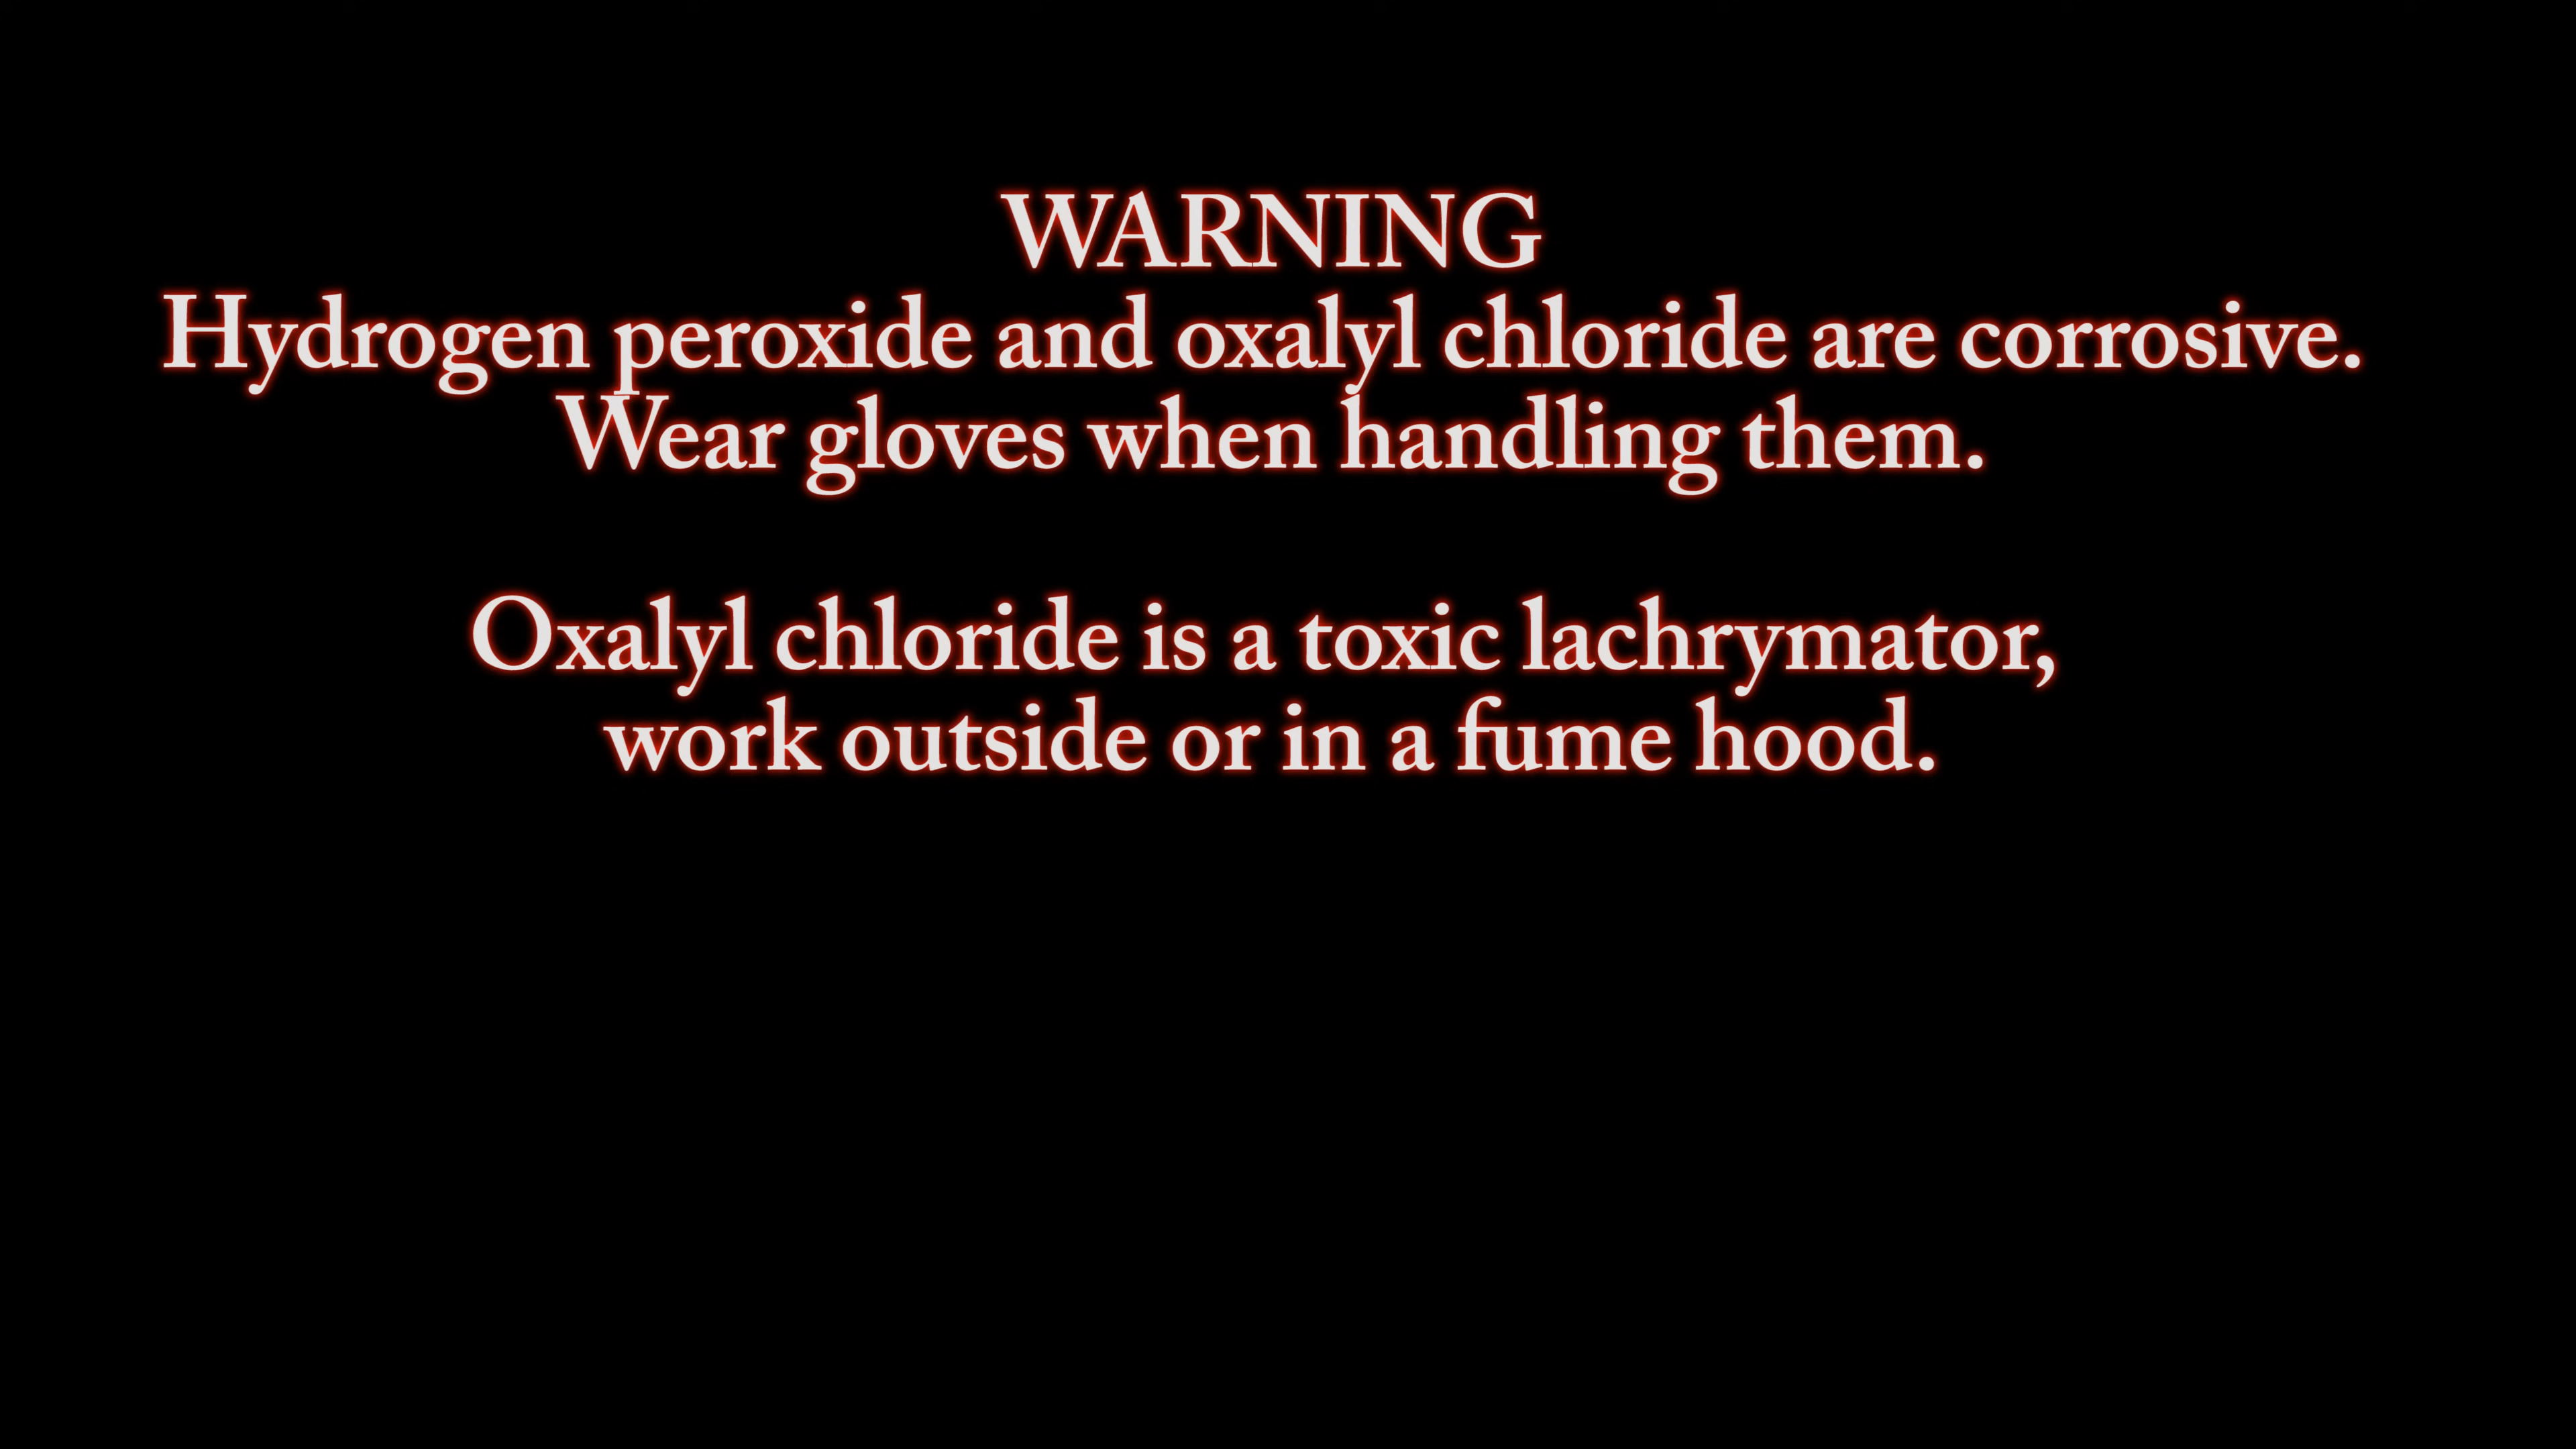 WARNING
Hydrogen peroxide and oxalyl chloride are corrosive.
Wear gloves when handling them.
Oxalyl chloride is a toxic lachrymator,
work outside or in a fume hood.